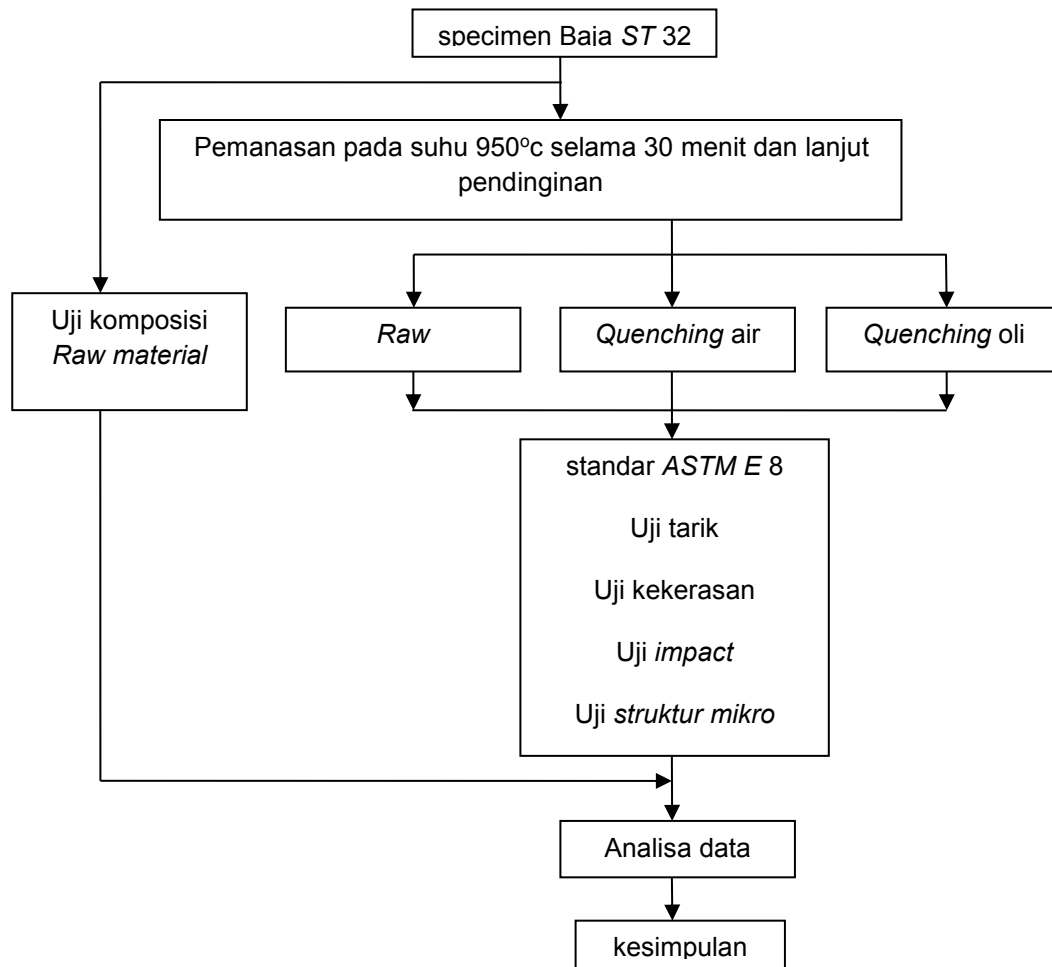 specimen Baja ST 32
Pemanasan pada suhu 950°c selama 30 menit dan lanjut
pendinginan
Uji komposisi
Raw material
Raw
Quenching air
Quenching oli
standar ASTM E 8
Uji tarik
Uji kekerasan
Uji impact
Uji struktur mikro
Analisa data
kesimpulan